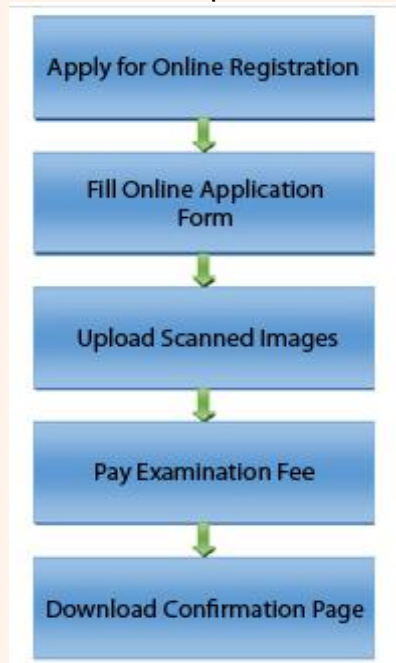 Apply for Online Registration
Fill Online Application
Form
Upload Scanned Images
Pay Examination Fee
Download Confirmation Page